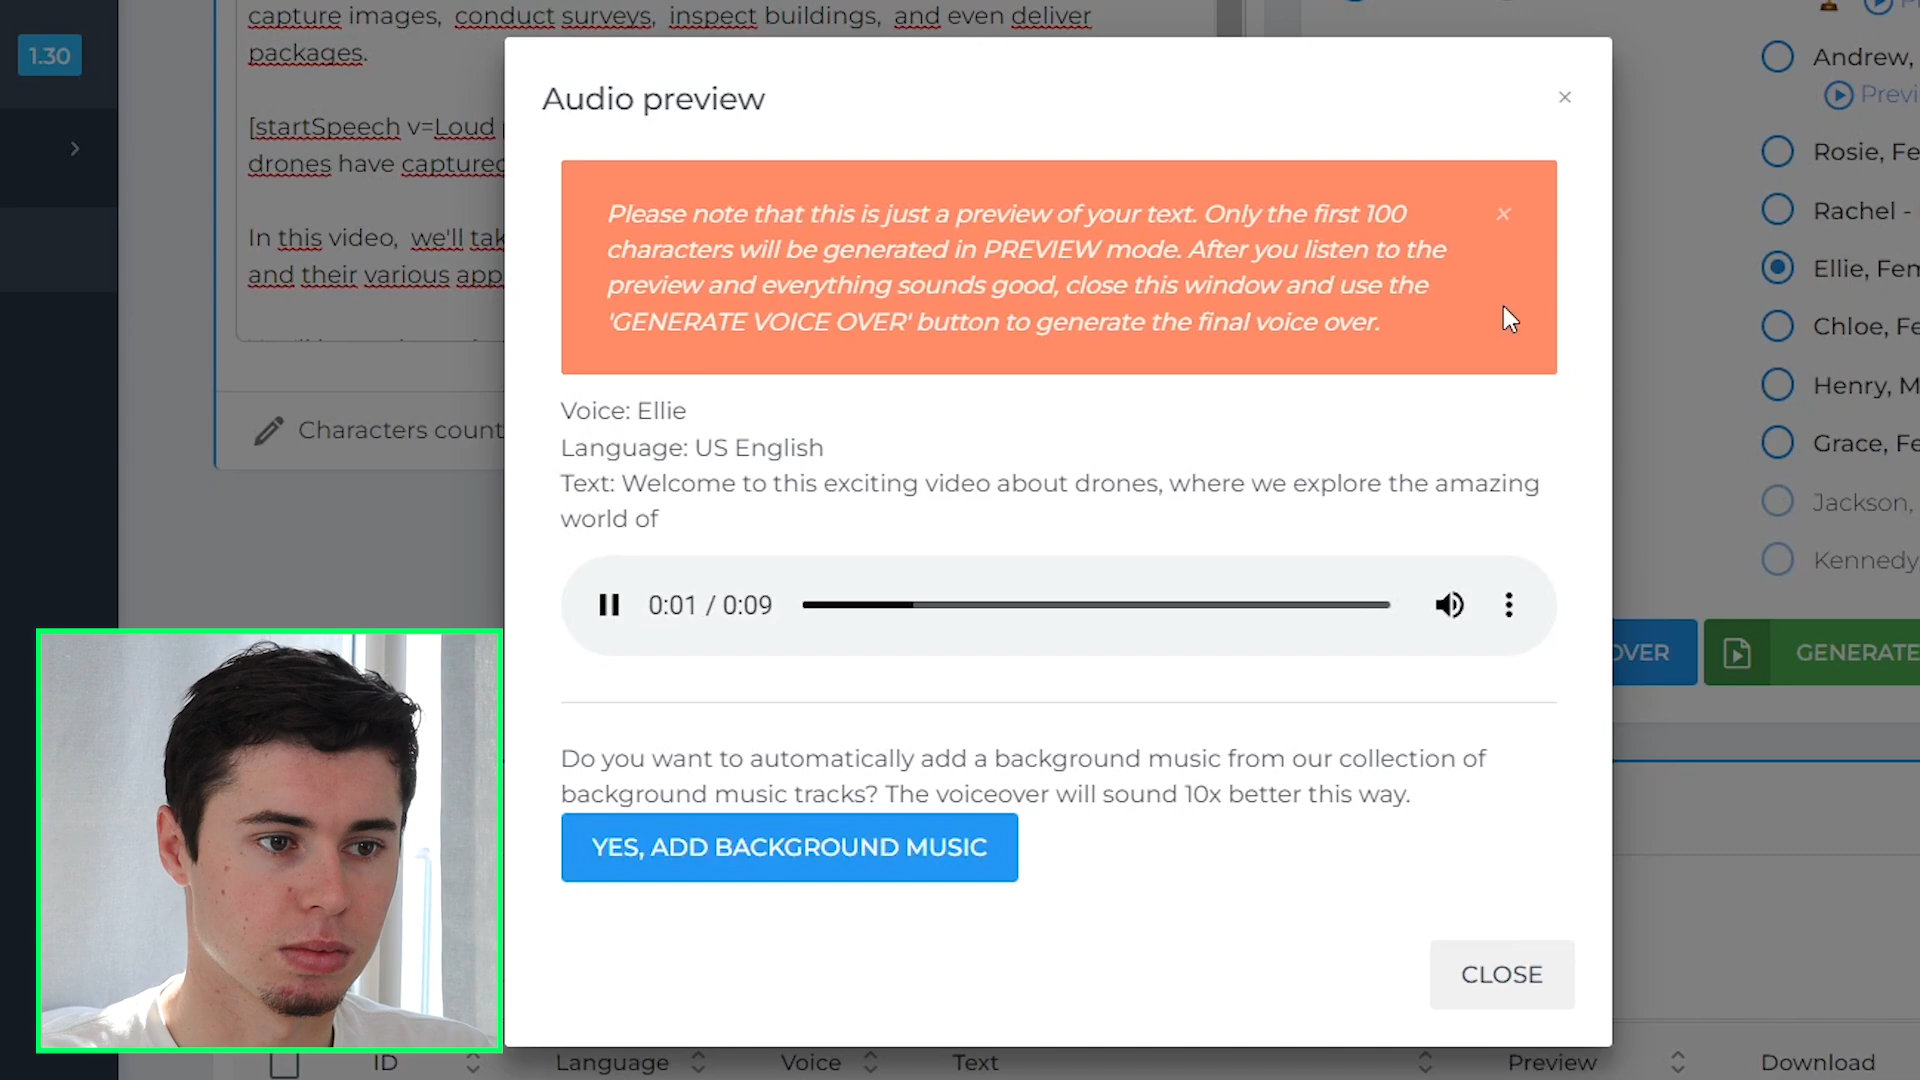 capture images, conduct surveys, inspect buildings, and even deliver
packages.
1.30
[startSpeech v=Loud
drones have captured
In this video, we'll tak
and their various app
Characters count
Audio preview
Please note that this is just a preview of your text. Only the first 100
characters will be generated in PREVIEW mode. After you listen to the
preview and everything sounds good, close this window and use the
'GENERATE VOICE OVER' button to generate the final voice over.
Voice: Ellie
Language: US English
Text: Welcome to this exciting video about drones, where we explore the amazing
world of
0:01 / 0:09
Do you want to automatically add a background music from our collection of
background music tracks? The voiceover will sound 10x better this way.
YES, ADD BACKGROUND MUSIC
CLOSE
Andrew,
Previ
Rosie, Fe
Rachel -
Ellie, Fem
Chloe, Fe
Henry, M
Grace, Fe
Jackson,
Kennedy,
OVER
GENERATE
ID
Language
Voice
Text
Preview
Download